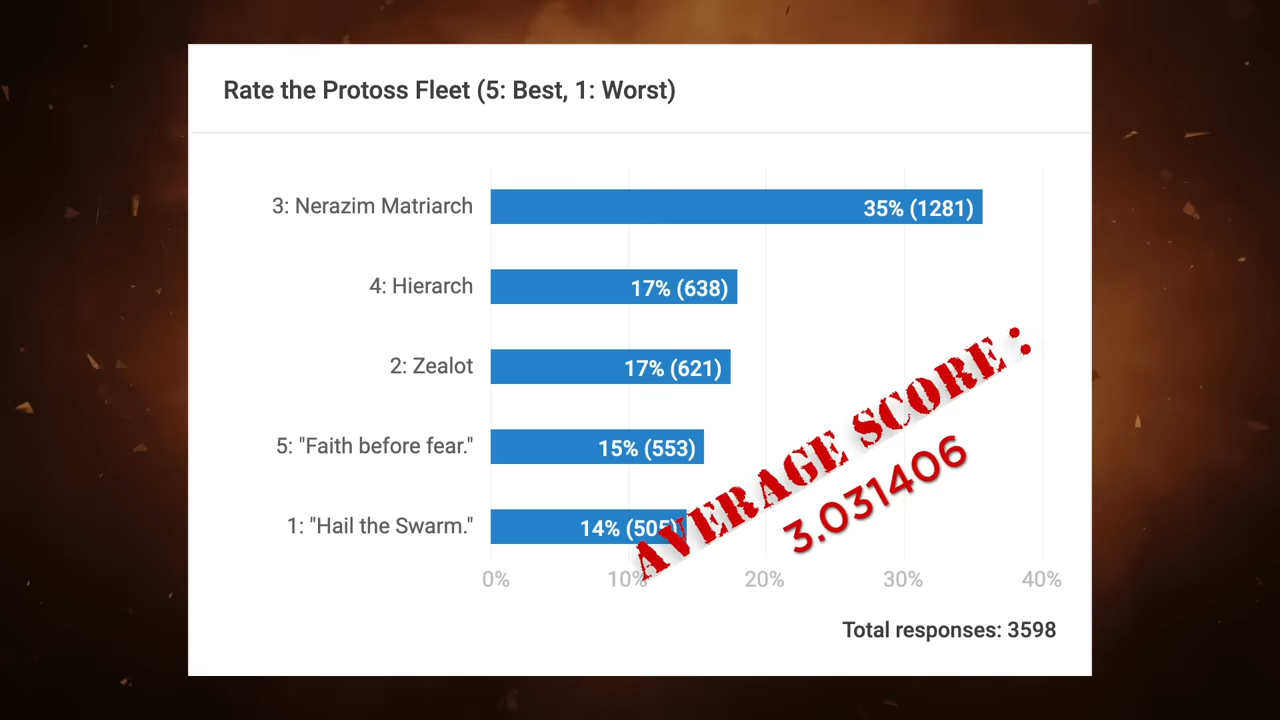 Rate the Protoss Fleet (5: Best, 1: Worst)
3: Nerazim Matriarch
35% (1281)
4: Hierarch
17% (638)
2: Zealot
17% (621)
5: "Faith before fear."
15% (553)
1: "Hail the Swarm."
14% (505)
0%
10%
20%
30%
40%
AVERAGE SCORE:
3.031406
Total responses: 3598